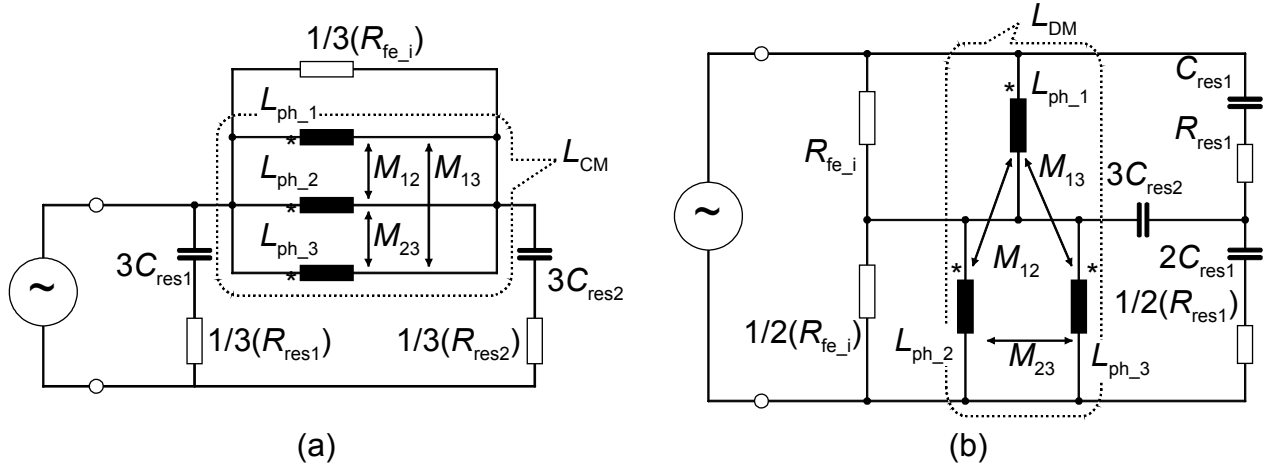 1/3(R_fe_i)
L_ph_1
*
L_ph_2
M_12
M_13
L_CM
*
L_ph_3
M_23
*
~
3C_res1
3C_res2
1/3(R_res1)
1/3(R_res2)
(a)
L_DM
*
L_ph_1
C_res1
R_res1
R_fe_i
M_13
3C_res2
~
*
M_12
*
2C_res1
1/2(R_fe_i)
1/2(R_res1)
L_ph_2
M_23
L_ph_3
(b)